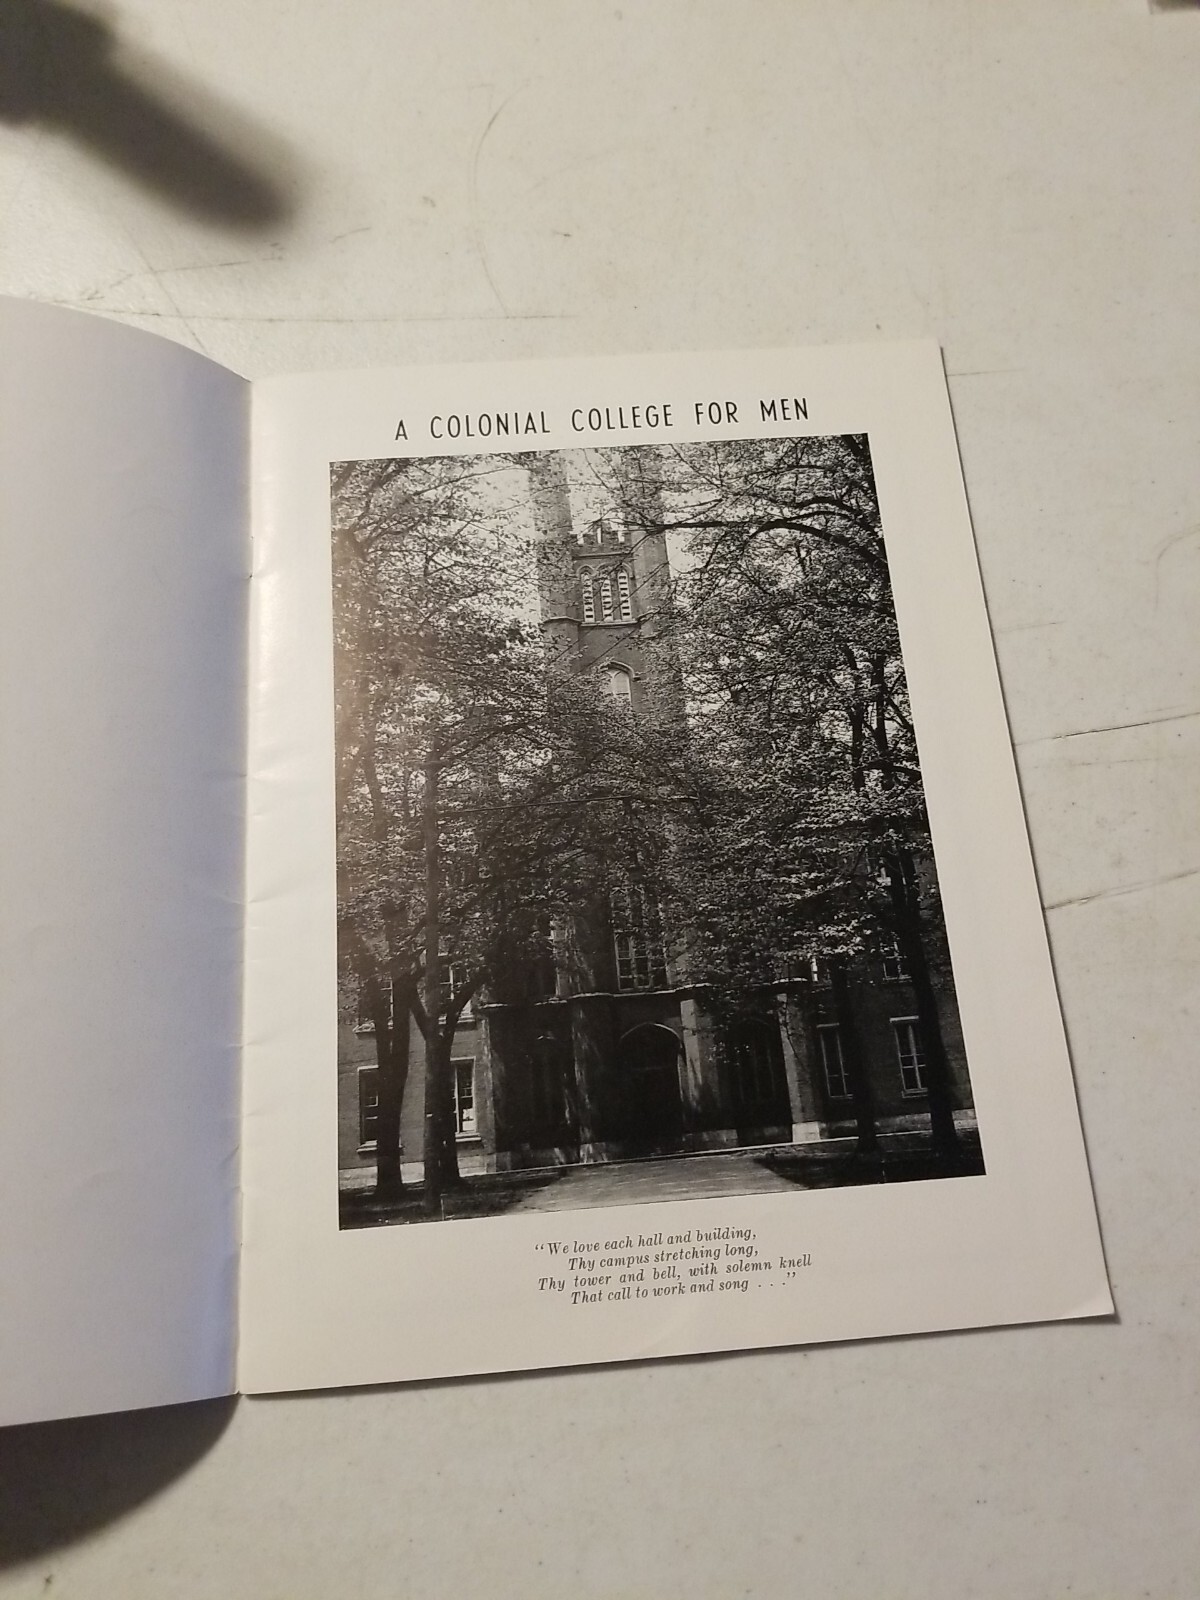 A COLONIAL COLLEGE FOR MEN
“We love each hall and building,
Thy campus stretching long,
Thy tower and bell, with solemn knell
That call to work and song . . .”